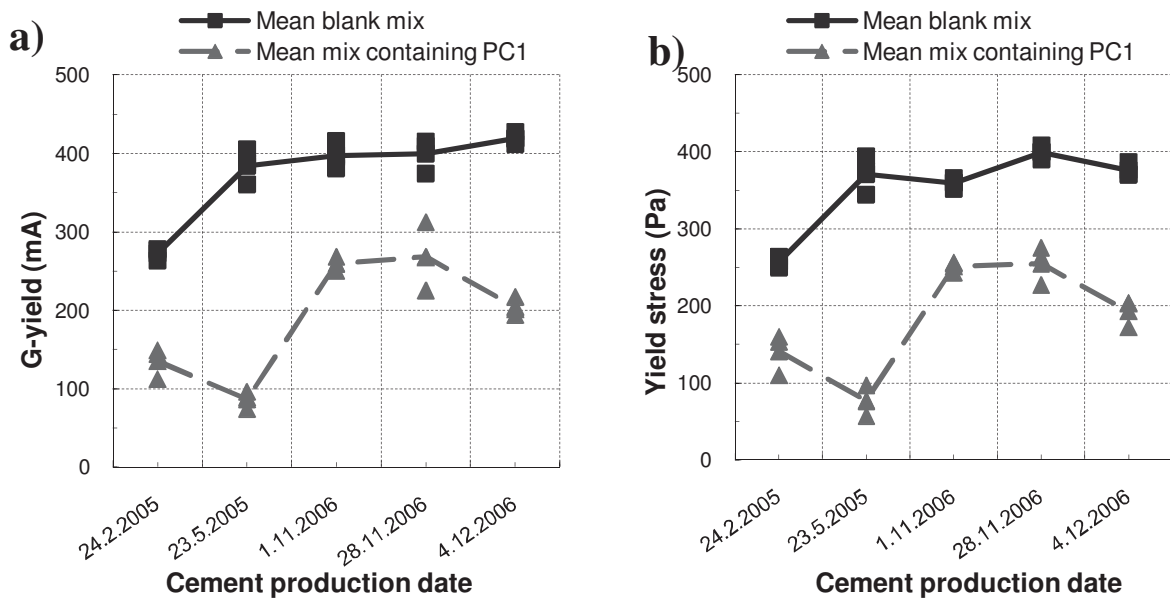 a)
Mean blank mix
Mean mix containing PC1
G-yield (mA)
500
400
300
200
100
0
24.2.2005
23.5.2005
1.11.2006
28.11.2006
4.12.2006
Cement production date
b)
Mean blank mix
Mean mix containing PC1
Yield stress (Pa)
500
400
300
200
100
0
24.2.2005
23.5.2005
1.11.2006
28.11.2006
4.12.2006
Cement production date